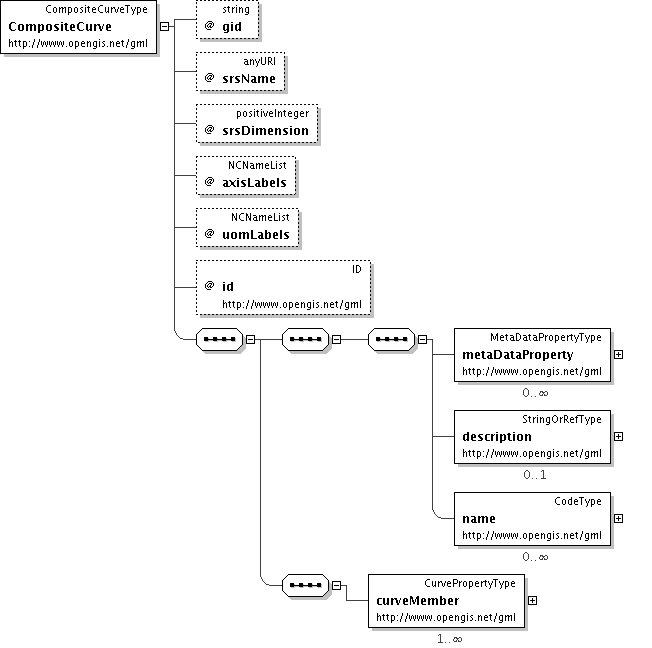 CompositeCurveType
CompositeCurve
http://www.opengis.net/gml
string
@ gid
anyURI
@ srsName
positiveInteger
@ srsDimension
NCNameList
@ axisLabels
NCNameList
@ uomLabels
ID
@ id
http://www.opengis.net/gml
MetaDataPropertyType
metaDataProperty
http://www.opengis.net/gml
0..∞
StringOrRefType
description
http://www.opengis.net/gml
0..1
CodeType
name
http://www.opengis.net/gml
0..∞
CurvePropertyType
curveMember
http://www.opengis.net/gml
1..∞